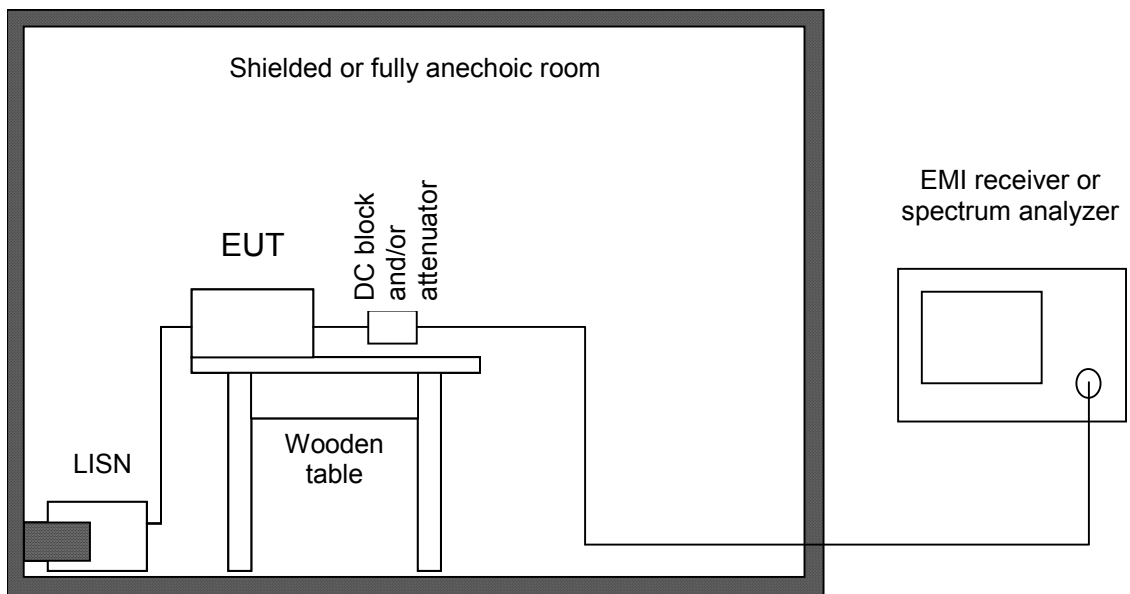 Shielded or fully anechoic room
EMI receiver or
spectrum analyzer
EUT
DC block
and/or
attenuator
Wooden
table
LISN